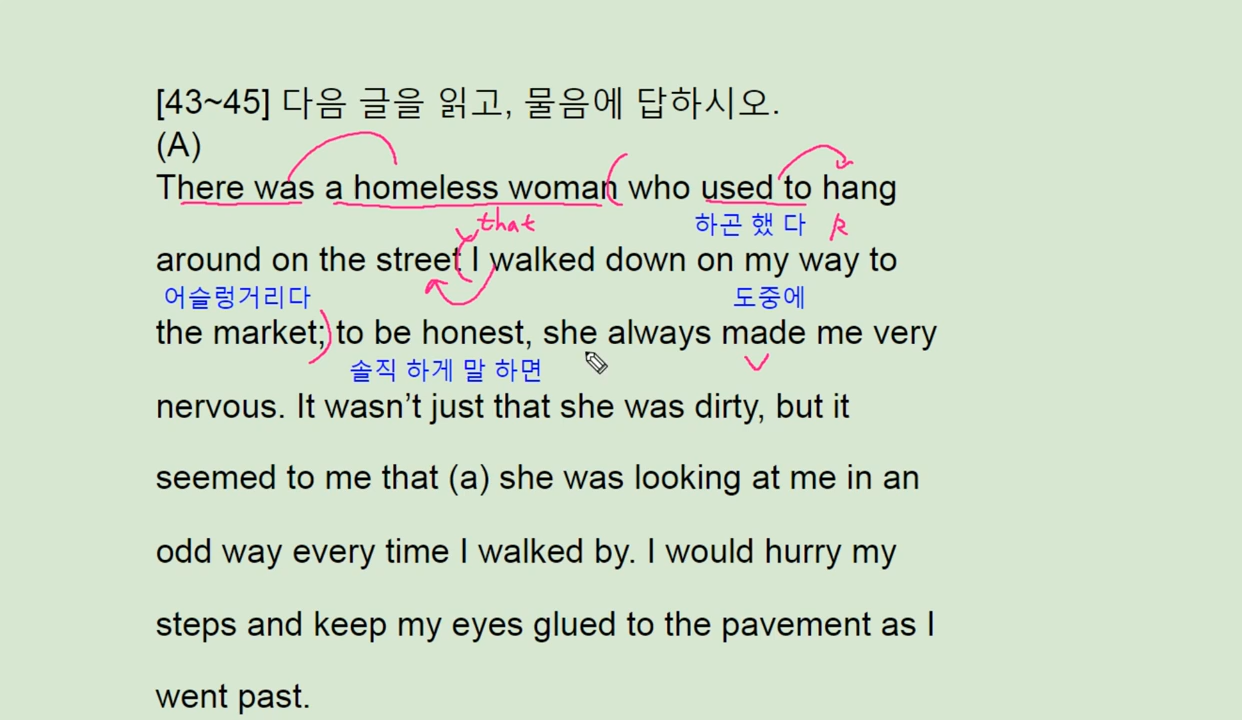 [43~45] 다음 글을 읽고, 물음에 답하시오.
(A)
There was a homeless woman who used to hang
that
하곤 했 다 R
around on the street I walked down on my way to
어슬렁거리다 도중에
the market; to be honest, she always made me very
솔직 하게 말 하면
nervous. It wasn’t just that she was dirty, but it
seemed to me that (a) she was looking at me in an
odd way every time I walked by. I would hurry my
steps and keep my eyes glued to the pavement as I
went past.